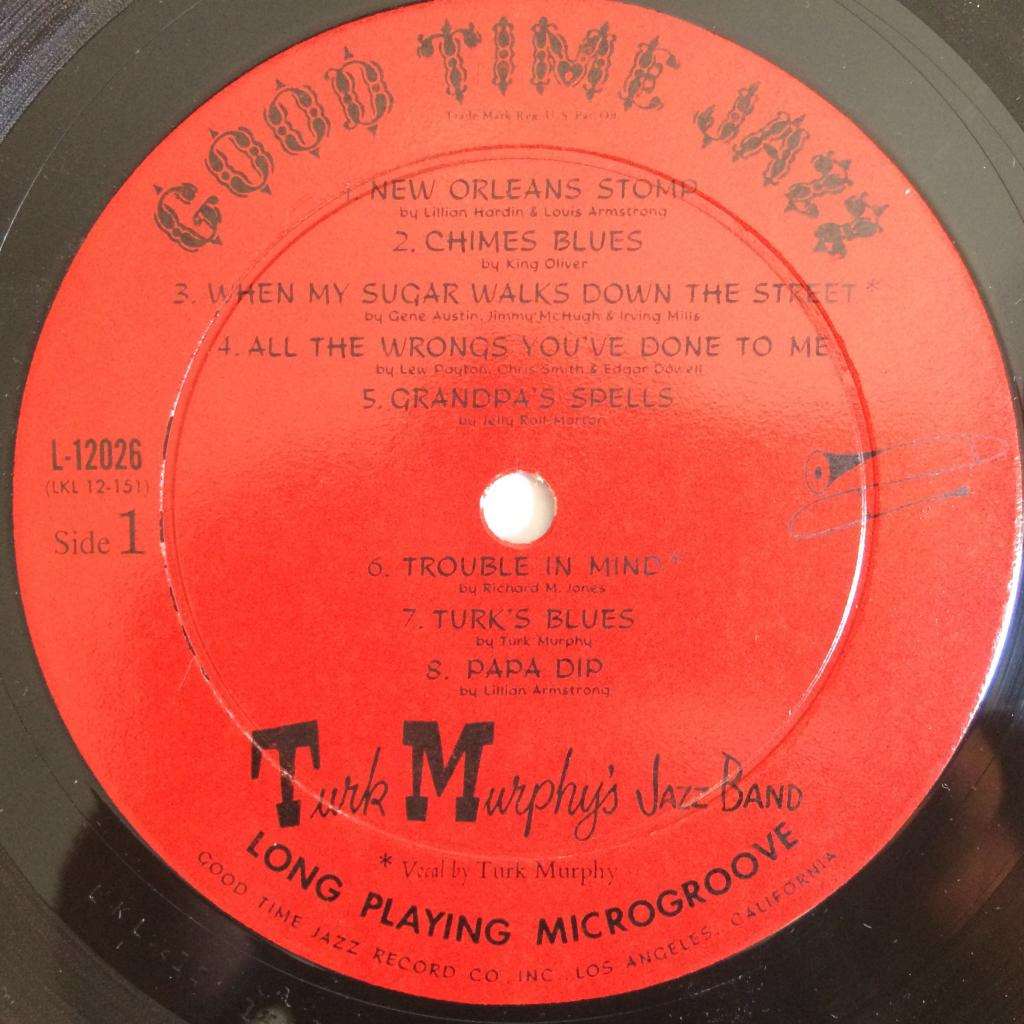 GOOD TIME JAZZ
Trade Mark Reg. U.S. Pat. Off.
1. NEW ORLEANS STOMP
by Lillian Hardin & Louis Armstrong
2. CHIMES BLUES
by King Oliver
3. WHEN MY SUGAR WALKS DOWN THE STREET *
by Gene Austin, Jimmy McHugh & Irving Mills
4. ALL THE WRONGS YOU'VE DONE TO ME
by Lew Payton, Chris Smith & Edgar Dowell
5. GRANDPA'S SPELLS
by Jelly Roll Morton
L-12026
(LKL 12-151)
Side 1
6. TROUBLE IN MIND *
by Richard M. Jones
7. TURK'S BLUES
by Turk Murphy
8. PAPA DIP
by Lillian Armstrong
Turk Murphy's JAZZ BAND
* Vocal by Turk Murphy
LONG PLAYING MICROGROOVE
GOOD TIME JAZZ RECORD CO., INC., LOS ANGELES, CALIFORNIA